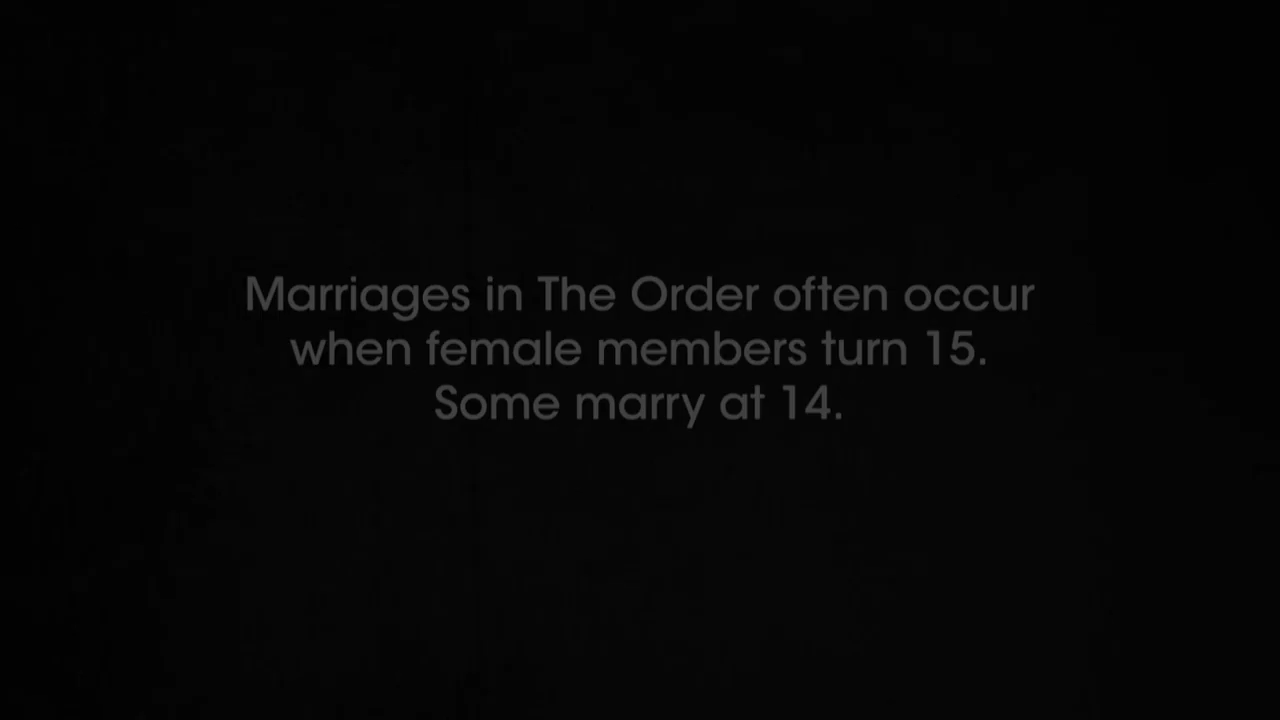 Marriages in The Order often occur
when female members turn 15.
Some marry at 14.